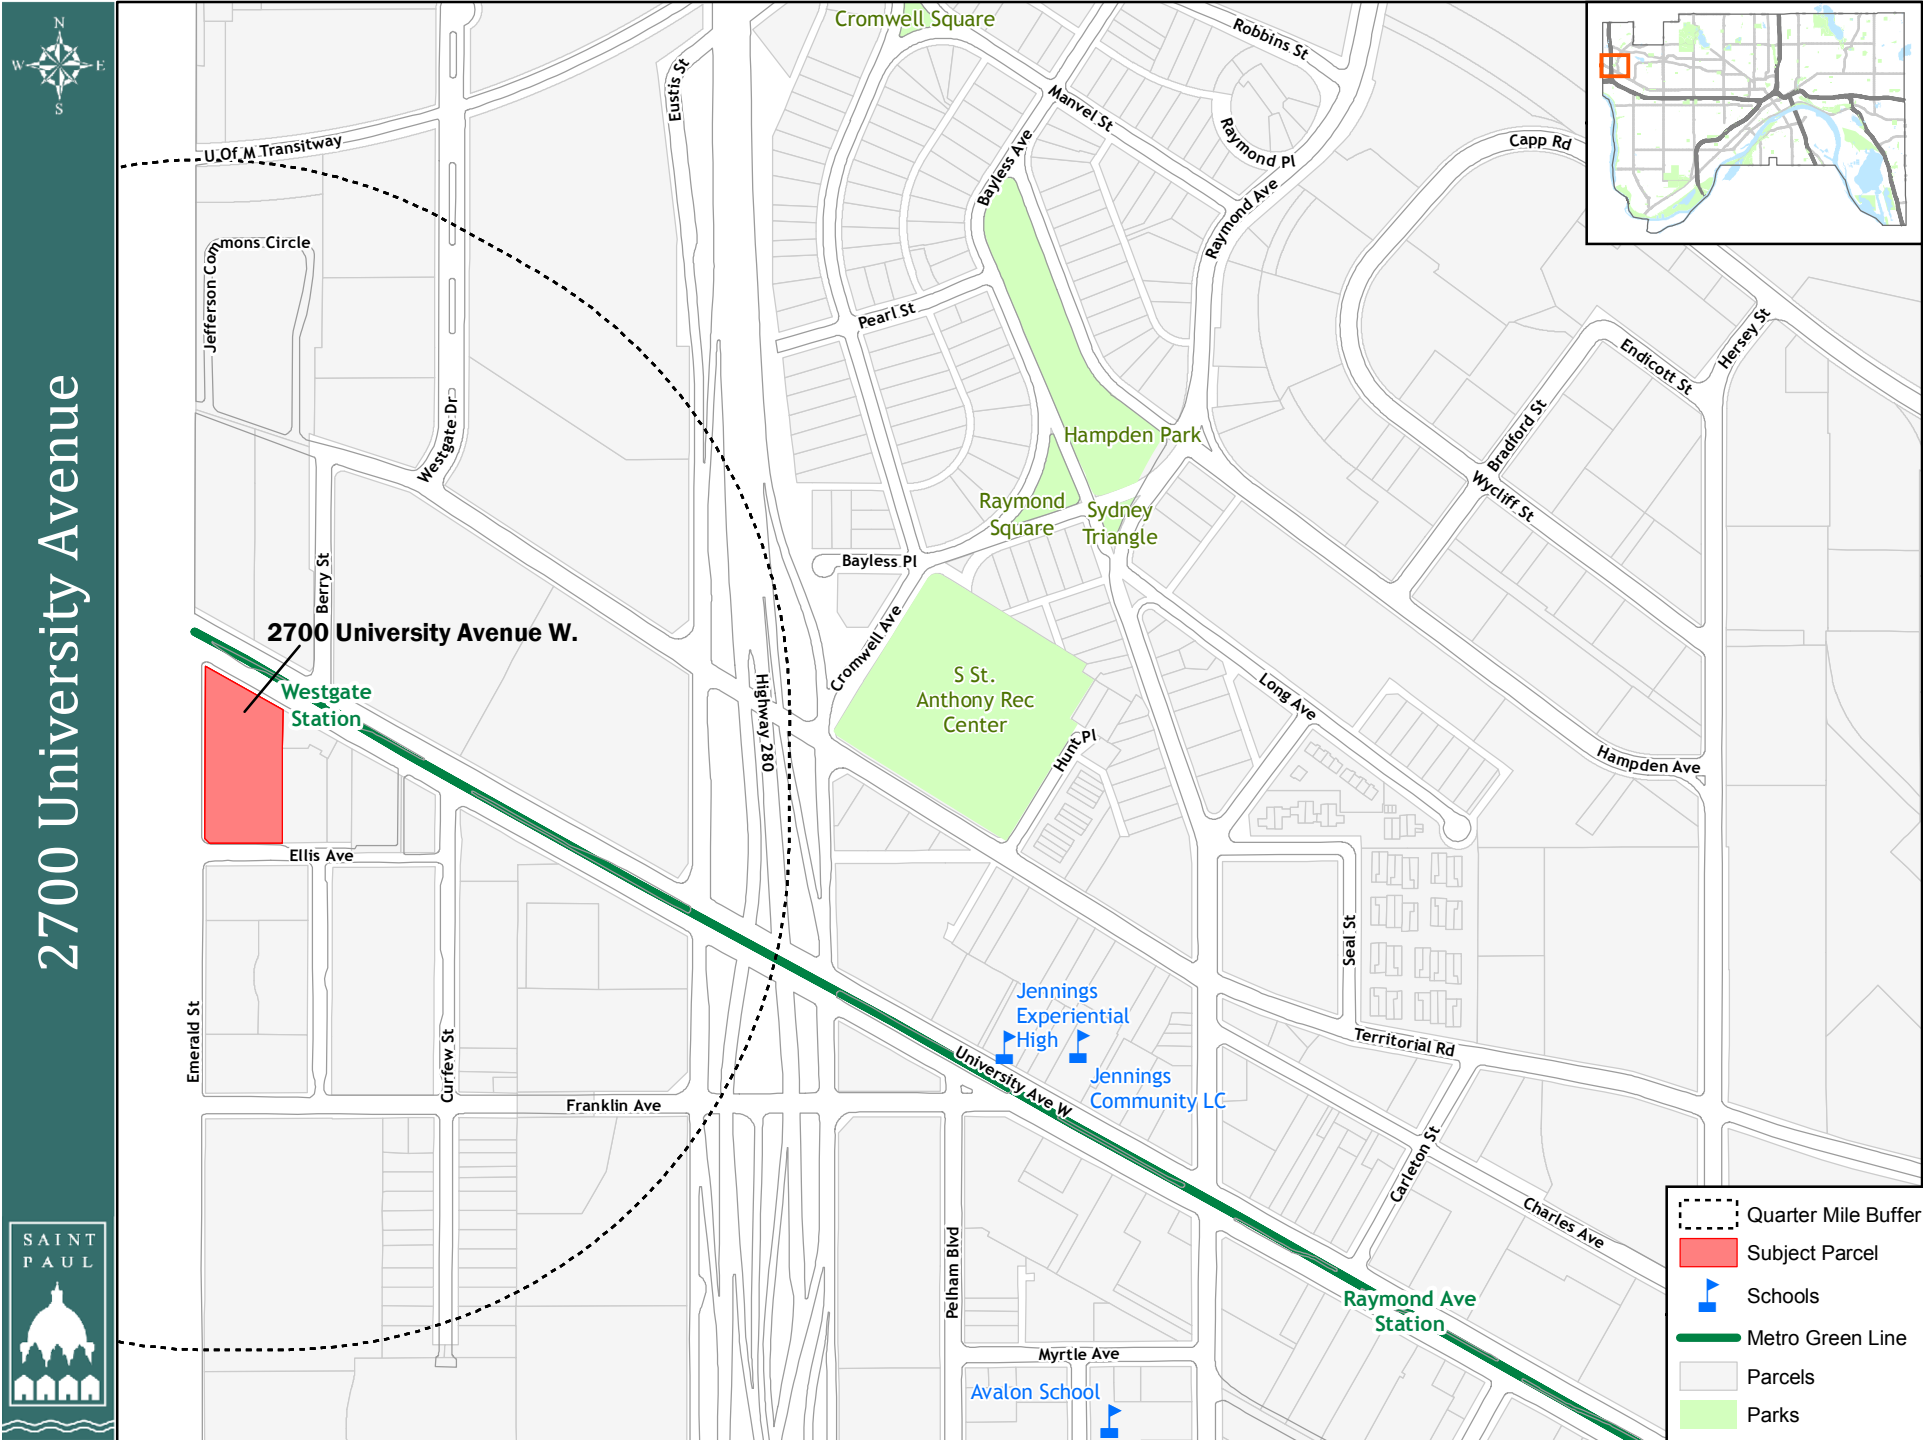 N
W
E
S
2700 University Avenue
SAINT
PAUL
Cromwell Square
Robbins St
Eustis St
Manvel St
Raymond Pl
Capp Rd
U Of M Transitway
Bayless Ave
Raymond Ave
Jefferson Commons Circle
Pearl St
Hersey St
Endicott St
Westgate Dr
Bradford St
Hampden Park
Wycliff St
Raymond
Square
Sydney
Triangle
Bayless Pl
Berry St
2700 University Avenue W.
Cromwell Ave
Westgate
Station
Highway 280
S St.
Anthony Rec
Center
Long Ave
Hunt Pl
Hampden Ave
Ellis Ave
Seal St
Emerald St
Curfew St
Jennings
Experiential
High
Territorial Rd
University Ave W
Jennings
Community LC
Franklin Ave
Carleton St
Charles Ave
Pelham Blvd
Raymond Ave
Station
Myrtle Ave
Avalon School
Quarter Mile Buffer
Subject Parcel
Schools
Metro Green Line
Parcels
Parks